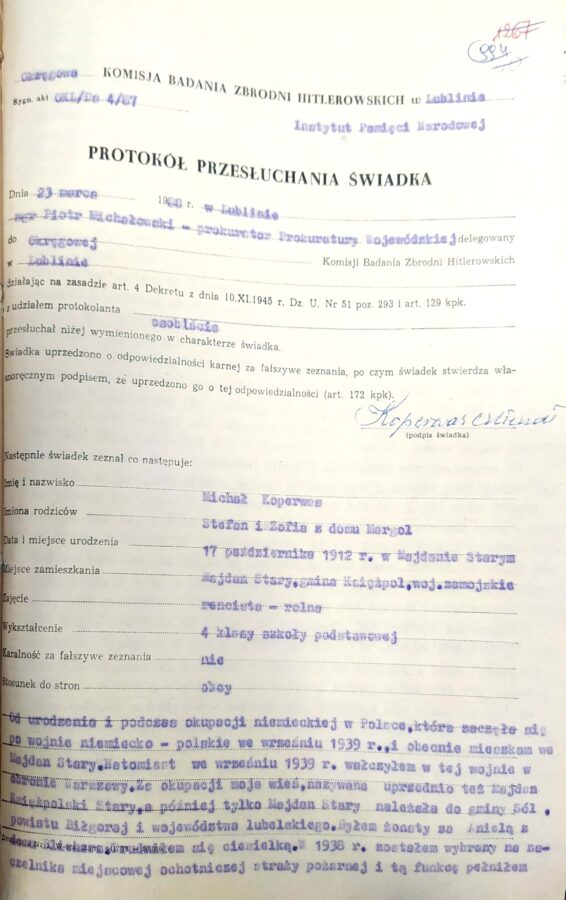 1267
994
Okręgowa KOMISJA BADANIA ZBRODNI HITLEROWSKICH w Lublinie
Sygn. akt OKL/Ds 4/67
Instytut Pamięci Narodowej
PROTOKÓŁ PRZESŁUCHANIA ŚWIADKA
Dnia 23 marca 19 r. w Lublinie
mgr Piotr Michałowski - prokurator Prokuratury Wojewódzkiej delegowany
do Okręgowej
w Lublinie Komisji Badania Zbrodni Hitlerowskich
działając na zasadzie art. 4 Dekretu z dnia 10.XI.1945 r. Dz. U. Nr 51 poz. 293 i art. 129 kpk.
z udziałem protokolanta osobiście
przesłuchał niżej wymienionego w charakterze świadka.
Świadka uprzedzono o odpowiedzialności karnej za fałszywe zeznania, po czym świadek stwierdza wła-
snoręcznym podpisem, że uprzedzono go o tej odpowiedzialności (art. 172 kpk).
Koperwas
(podpis świadka)
Następnie świadek zeznał co następuje:
Imię i nazwisko Michał Koperwas
Imiona rodziców Stefan i Zofia z domu Margol
Data i miejsce urodzenia 17 października 1912 r. w Majdanie Starym
Miejsce zamieszkania Majdan Stary, gmina Księżpol, woj. zamojskie
Zajęcie rencista - rolne
Wykształcenie 4 klasy szkoły podstawowej
Karalność za fałszywe zeznania nie
Stosunek do stron obcy
Od urodzenia i podczas okupacji niemieckiej w Polsce, która zaczęła się
po wojnie niemiecko - polskie we wrześniu 1939 r., i obecnie mieszkam we
Majdan Stary. Natomiast we wrześniu 1939 r. walczyłem w tej wojnie w
obronie Warszawy. Za okupacji moja wieś, nazywana uprzednio też Majdan
Księżpolski Stary, a później tylko Majdan Stary należała do gminy Sól,
powiatu Biłgoraj i województwa lubelskiego. Byłem żonaty za Anielą z
domu trudniłem się ciesielką. W 1938 r. zostałem wybrany na na-
czelnika miejscowej ochotniczej straży pożarnej i tą funkcję pełniłem